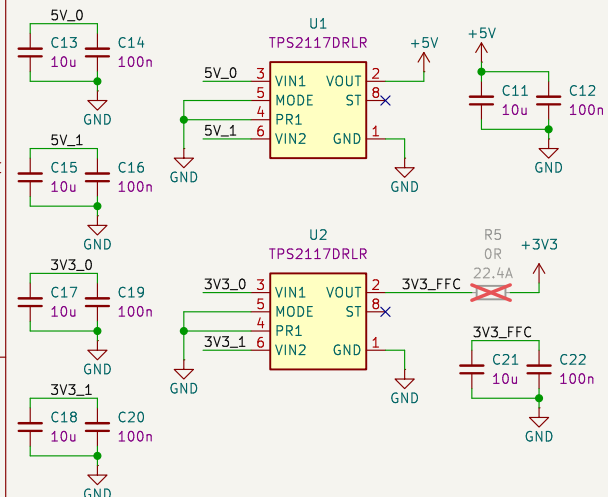 5V_0
C13
10u
C14
100n
GND
5V_1
C15
10u
C16
100n
GND
3V3_0
C17
10u
C19
100n
GND
3V3_1
C18
10u
C20
100n
GND
U1
TPS2117DRLR
5V_0
3
VIN1
VOUT
2
+5V
5
MODE
ST
8
4
PR1
5V_1
6
VIN2
GND
1
GND
GND
+5V
C11
10u
C12
100n
GND
U2
TPS2117DRLR
3V3_0
3
VIN1
VOUT
2
3V3_FFC
5
MODE
ST
8
4
PR1
3V3_1
6
VIN2
GND
1
GND
GND
R5
0R
22.4A
+3V3
3V3_FFC
C21
10u
C22
100n
GND